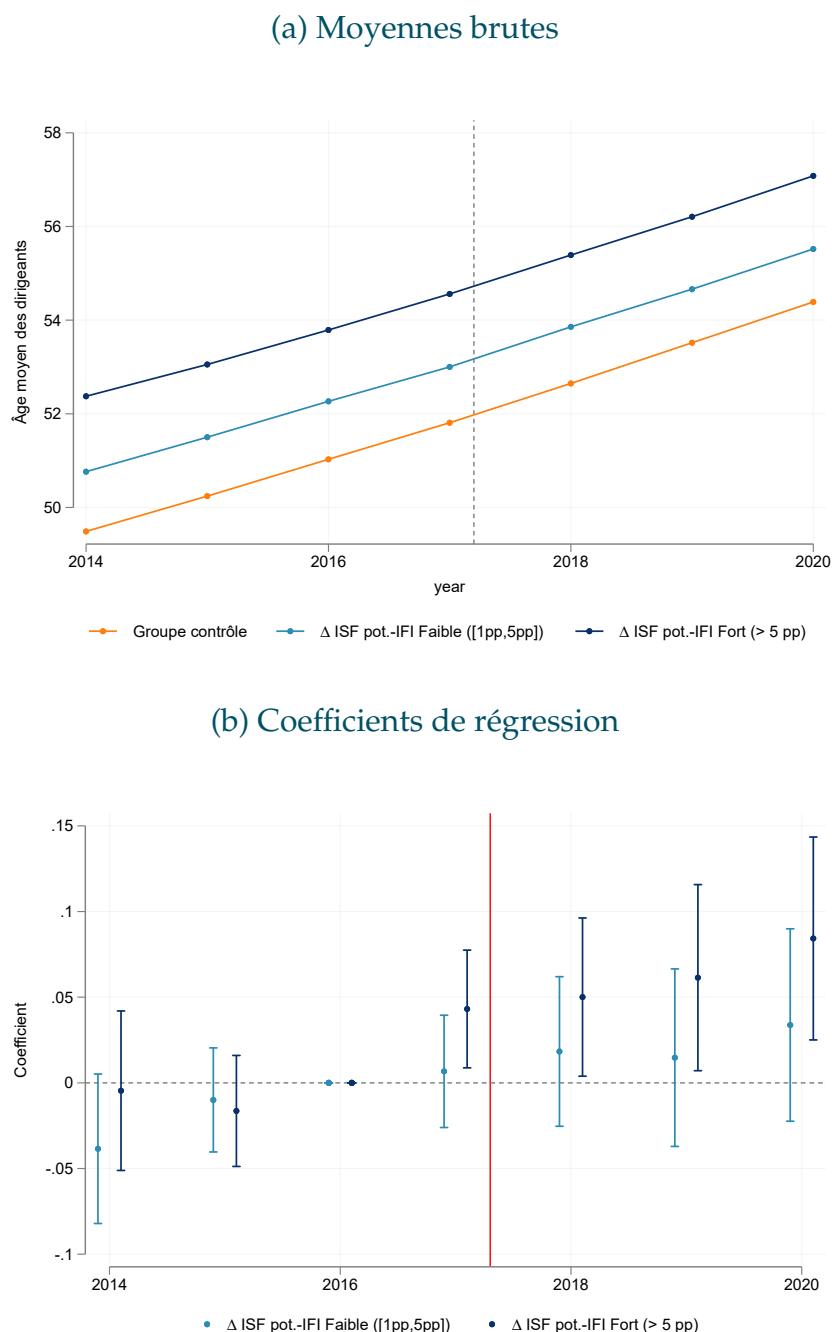 (a) Moyennes brutes
58
56
54
52
50
Âge moyen des dirigeants
2014
2016
2018
2020
year
Groupe contrôle
Δ ISF pot.-IFI Faible ([1pp,5pp])
Δ ISF pot.-IFI Fort (> 5 pp)
(b) Coefficients de régression
.15
.1
.05
0
-.05
-.1
Coefficient
2014
2016
2018
2020
Δ ISF pot.-IFI Faible ([1pp,5pp])
Δ ISF pot.-IFI Fort (> 5 pp)